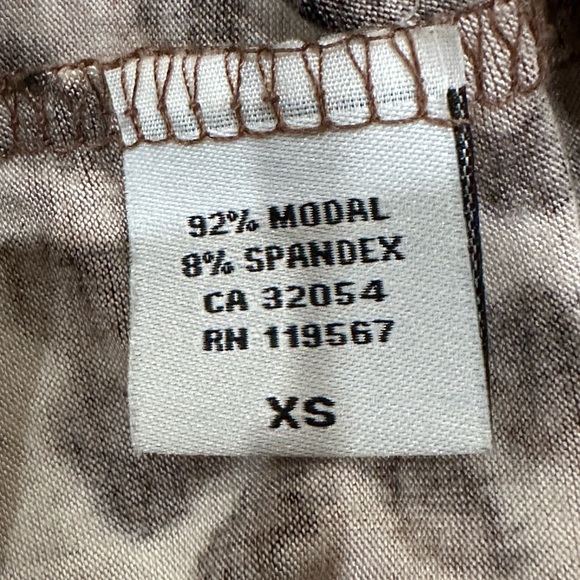 92% MODAL
8% SPANDEX
CA 32054
RN 119567
XS